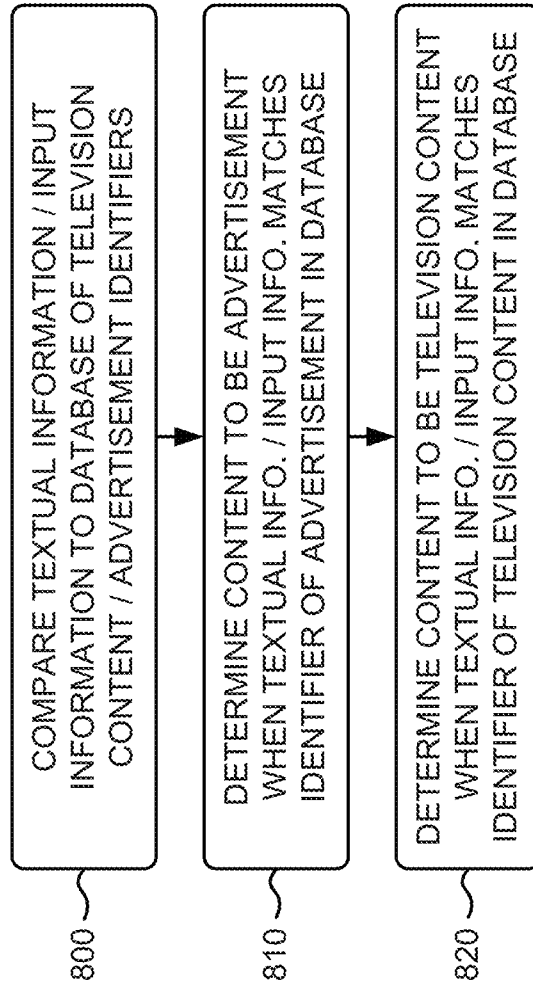 800
COMPARE TEXTUAL INFORMATION / INPUT
INFORMATION TO DATABASE OF TELEVISION
CONTENT / ADVERTISEMENT IDENTIFIERS
810
DETERMINE CONTENT TO BE ADVERTISEMENT
WHEN TEXTUAL INFO. / INPUT INFO. MATCHES
IDENTIFIER OF ADVERTISEMENT IN DATABASE
820
DETERMINE CONTENT TO BE TELEVISION CONTENT
WHEN TEXTUAL INFO. / INPUT INFO. MATCHES
IDENTIFIER OF TELEVISION CONTENT IN DATABASE